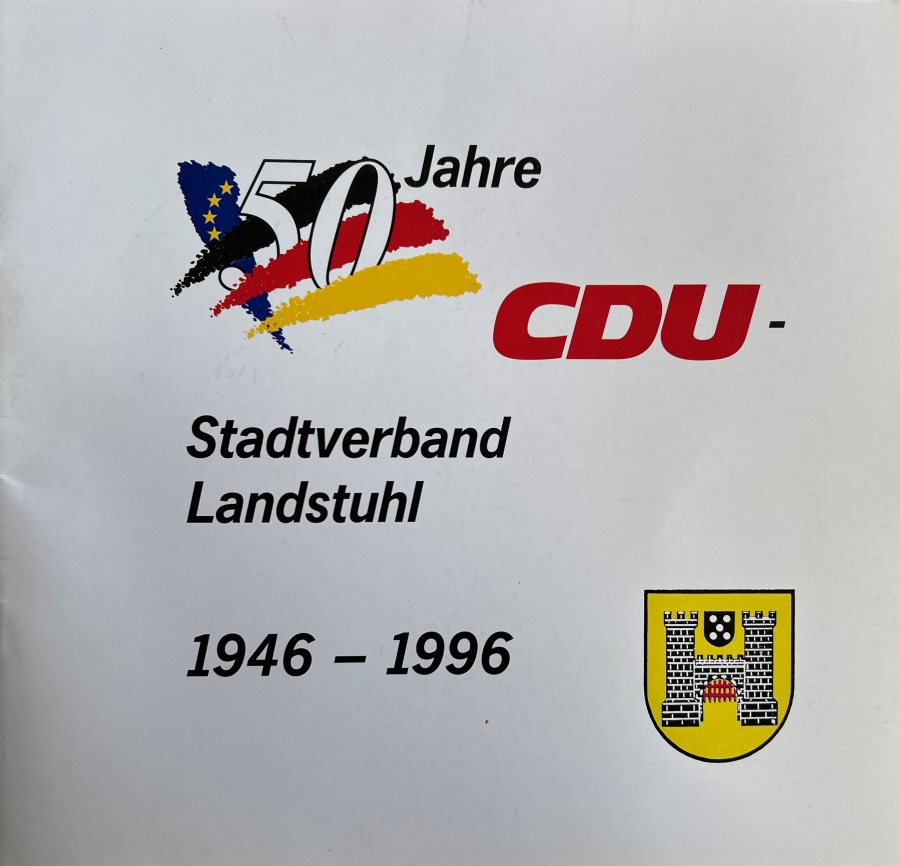 50 Jahre
CDU-
Stadtverband
Landstuhl
1946 – 1996